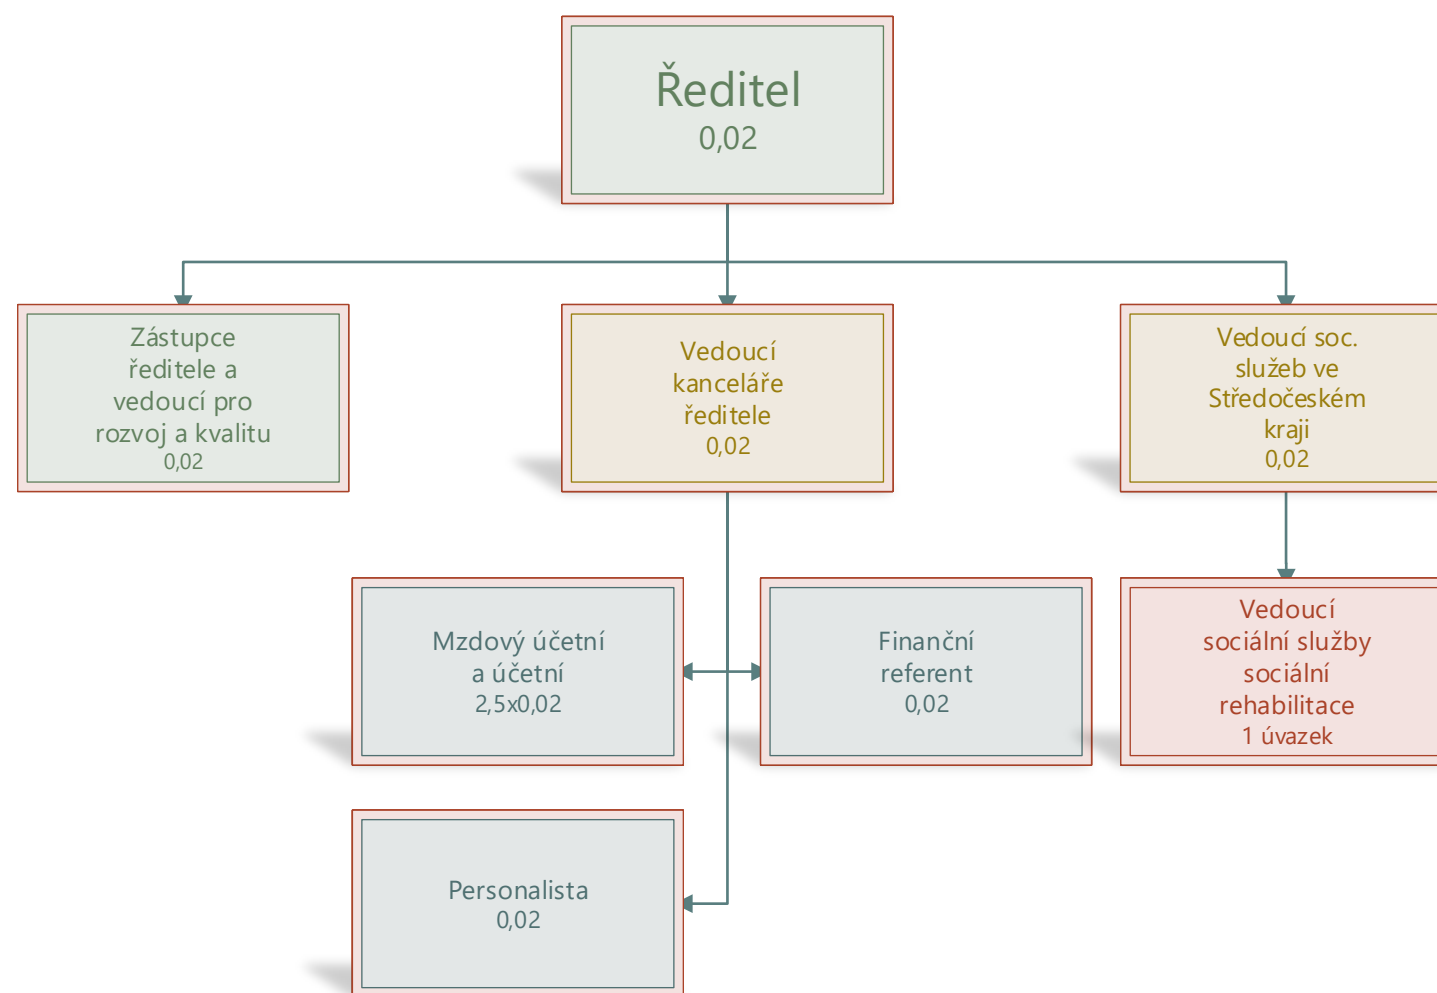 Ředitel
0,02
Zástupce
ředitele a
vedoucí pro
rozvoj a kvalitu
0,02
Vedoucí
kanceláře
ředitele
0,02
Vedoucí soc.
služeb ve
Středočeském
kraji
0,02
Mzdový účetní
a účetní
2,5x0,02
Finanční
referent
0,02
Vedoucí
sociální služby
sociální
rehabilitace
1 úvazek
Personalista
0,02